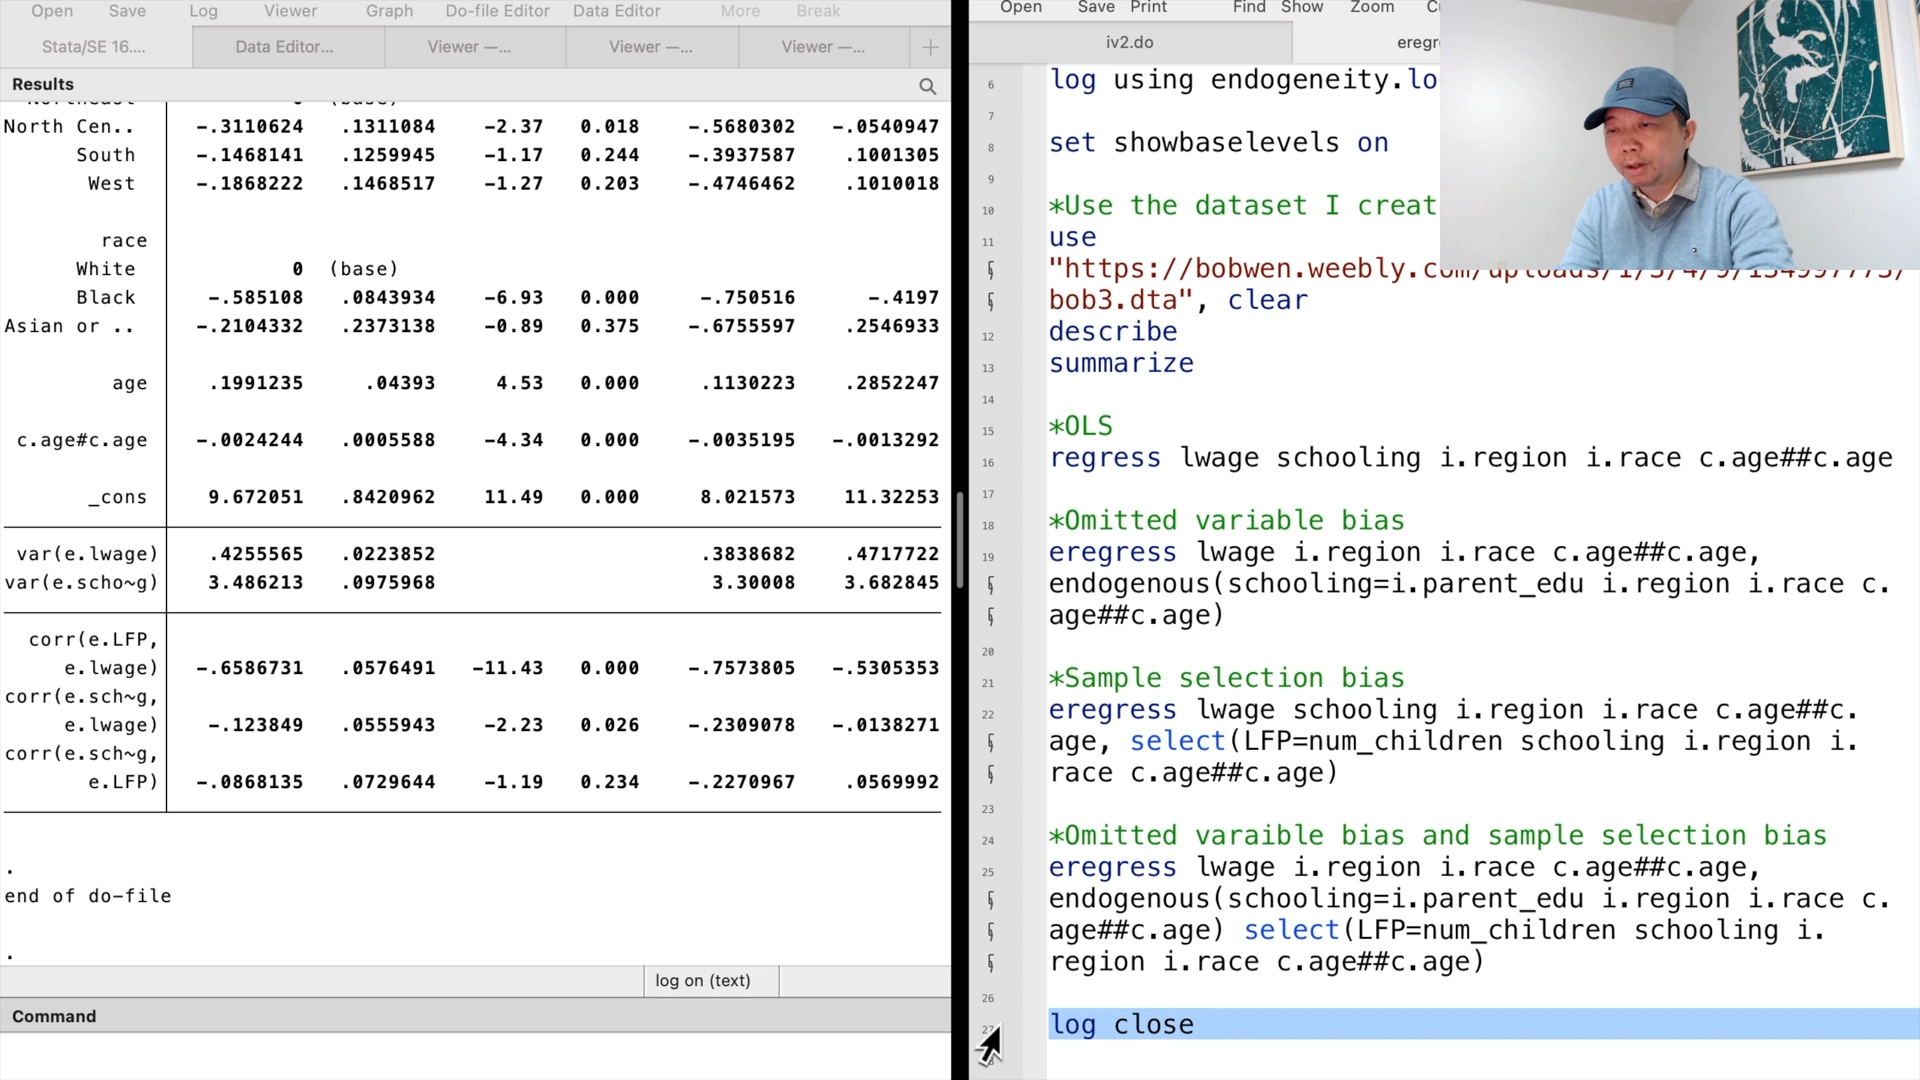 Open Save Log Viewer Graph Do-file Editor Data Editor More Break
Stata/SE 16.... Data Editor... Viewer —... Viewer —... Viewer —... +
Results
Northeast 0 (base)
North Cen.. -.3110624 .1311084 -2.37 0.018 -.5680302 -.0540947
South -.1468141 .1259945 -1.17 0.244 -.3937587 .1001305
West -.1868222 .1468517 -1.27 0.203 -.4746462 .1010018
race
White 0 (base)
Black -.585108 .0843934 -6.93 0.000 -.750516 -.4197
Asian or .. -.2104332 .2373138 -0.89 0.375 -.6755597 .2546933
age .1991235 .04393 4.53 0.000 .1130223 .2852247
c.age#c.age -.0024244 .0005588 -4.34 0.000 -.0035195 -.0013292
_cons 9.672051 .8420962 11.49 0.000 8.021573 11.32253
var(e.lwage) .4255565 .0223852 .3838682 .4717722
var(e.scho~g) 3.486213 .0975968 3.30008 3.682845
corr(e.LFP,
e.lwage) -.6586731 .0576491 -11.43 0.000 -.7573805 -.5305353
corr(e.sch~g,
e.lwage) -.123849 .0555943 -2.23 0.026 -.2309078 -.0138271
corr(e.sch~g,
e.LFP) -.0868135 .0729644 -1.19 0.234 -.2270967 .0569992
.
end of do-file
.
log on (text)
Command
Open Save Print Find Show Zoom
iv2.do eregr
6 log using endogeneity.lo
7
8 set showbaselevels on
9
10 *Use the dataset I creat
11 use
"https://bobwen.weebly.com/uploads/1/3/4/9/134997773/
bob3.dta", clear
12 describe
13 summarize
14
15 *OLS
16 regress lwage schooling i.region i.race c.age##c.age
17
18 *Omitted variable bias
19 eregress lwage i.region i.race c.age##c.age,
endogenous(schooling=i.parent_edu i.region i.race c.
age##c.age)
20
21 *Sample selection bias
22 eregress lwage schooling i.region i.race c.age##c.
age, select(LFP=num_children schooling i.region i.
race c.age##c.age)
23
24 *Omitted varaible bias and sample selection bias
25 eregress lwage i.region i.race c.age##c.age,
endogenous(schooling=i.parent_edu i.region i.race c.
age##c.age) select(LFP=num_children schooling i.
region i.race c.age##c.age)
26
27 log close